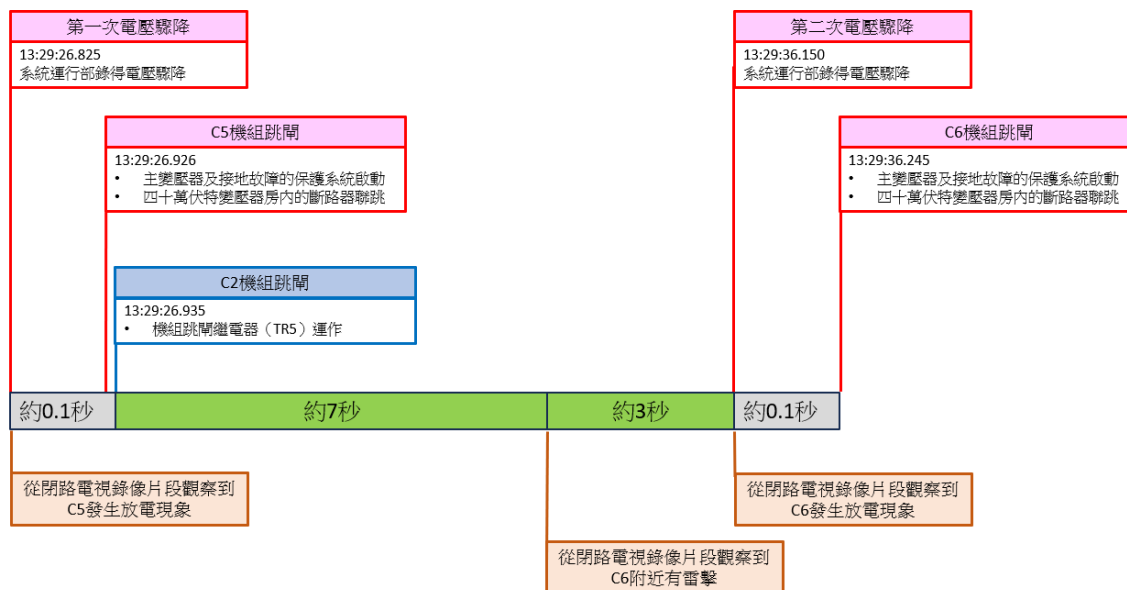 第一次電壓驟降
13:29:26.825
系統運行部錄得電壓驟降
第二次電壓驟降
13:29:36.150
系統運行部錄得電壓驟降
C5機組跳閘
13:29:26.926
• 主變壓器及接地故障的保護系統啟動
• 四十萬伏特變壓器房內的斷路器聯跳
C6機組跳閘
13:29:36.245
• 主變壓器及接地故障的保護系統啟動
• 四十萬伏特變壓器房內的斷路器聯跳
C2機組跳閘
13:29:26.935
• 機組跳閘繼電器（TR5）運作
約0.1秒
約7秒
約3秒
約0.1秒
從閉路電視錄像片段觀察到
C5發生放電現象
從閉路電視錄像片段觀察到
C6發生放電現象
從閉路電視錄像片段觀察到
C6附近有雷擊